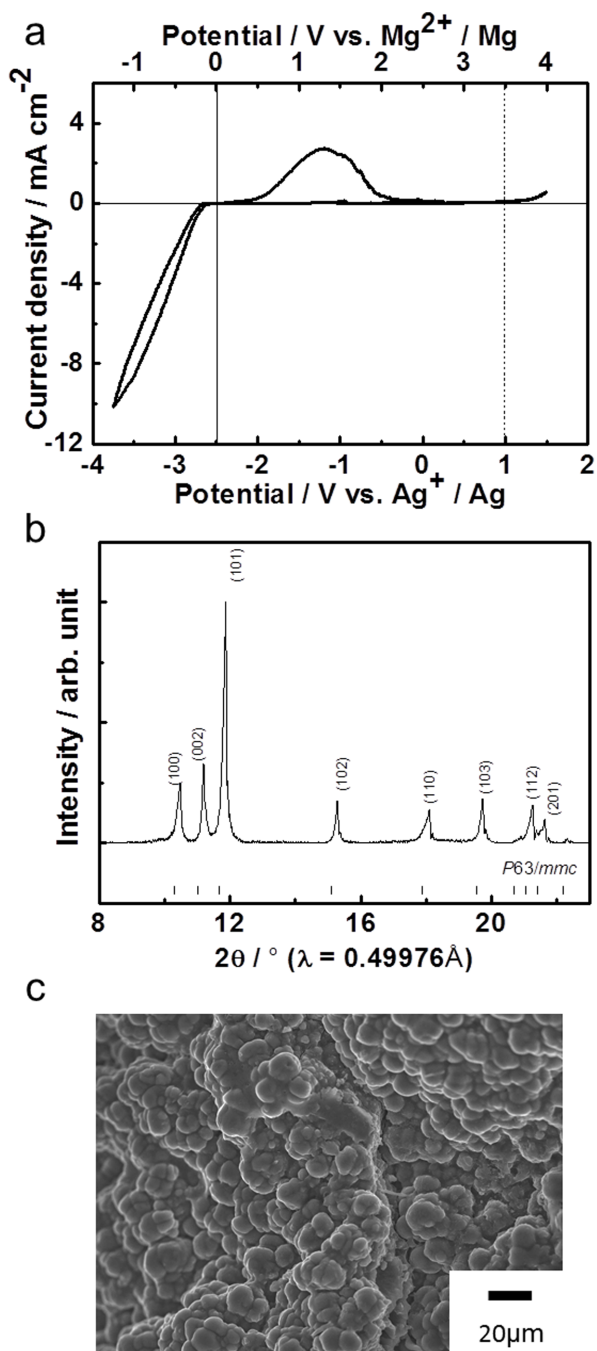 a
Potential / V vs. Mg2+ / Mg
-1 0 1 2 3 4
4
0
-4
-8
-12
Current density / mA cm-2
-4 -3 -2 -1 0 1 2
Potential / V vs. Ag+ / Ag
b
Intensity / arb. unit
(100)
(002)
(101)
(102)
(110)
(103)
(112)
(201)
P63/mmc
8 12 16 20
2θ / ° (λ = 0.49976Å)
c
20μm